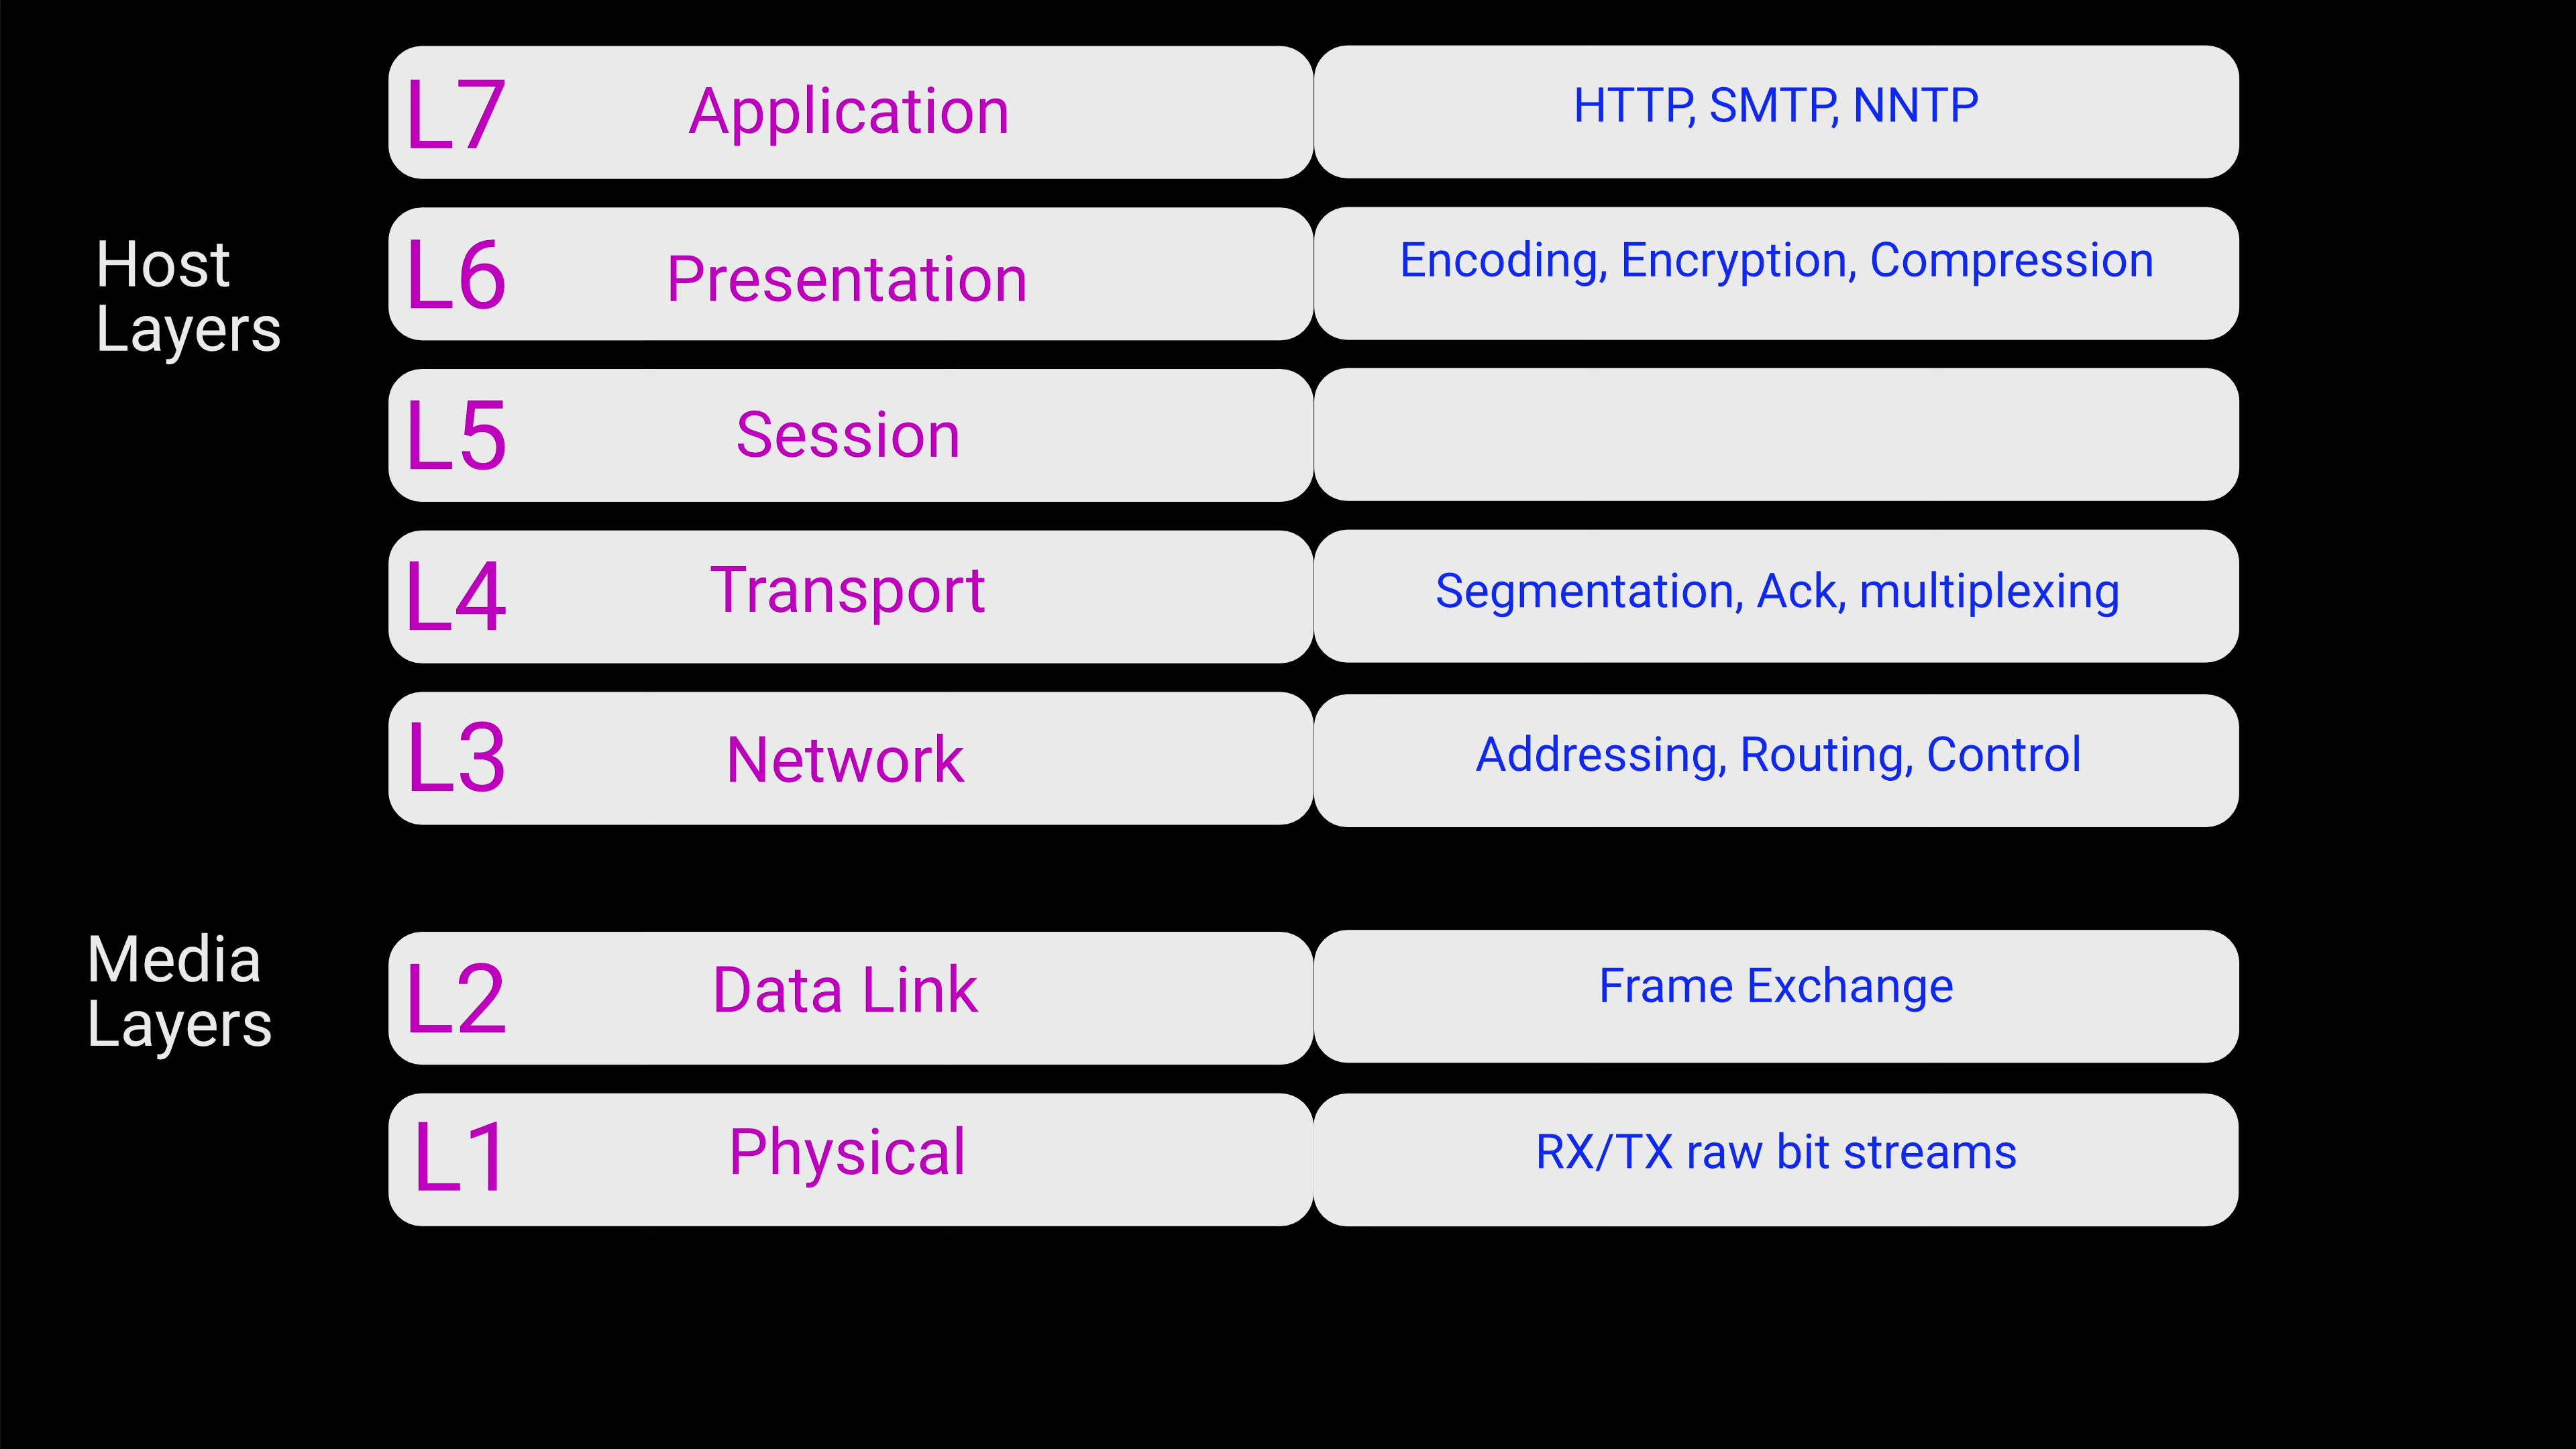 L7 Application HTTP, SMTP, NNTP
Host
Layers
L6 Presentation Encoding, Encryption, Compression
L5 Session
L4 Transport Segmentation, Ack, multiplexing
L3 Network Addressing, Routing, Control
Media
Layers
L2 Data Link Frame Exchange
L1 Physical RX/TX raw bit streams